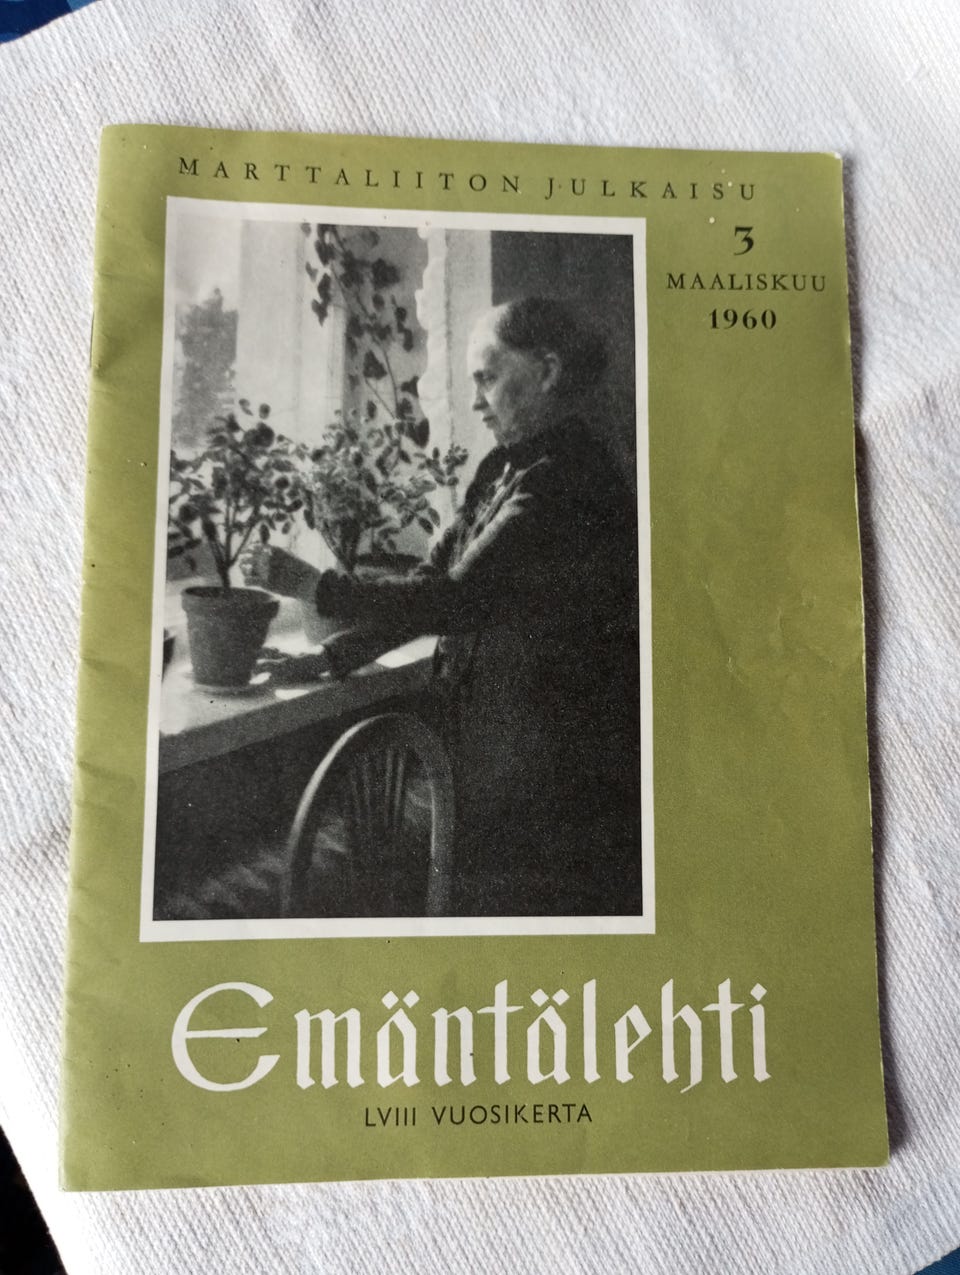 MARTTALIITON JULKAISU
3
MAALISKUU
1960
Emäntälehti
LVIII VUOSIKERTA